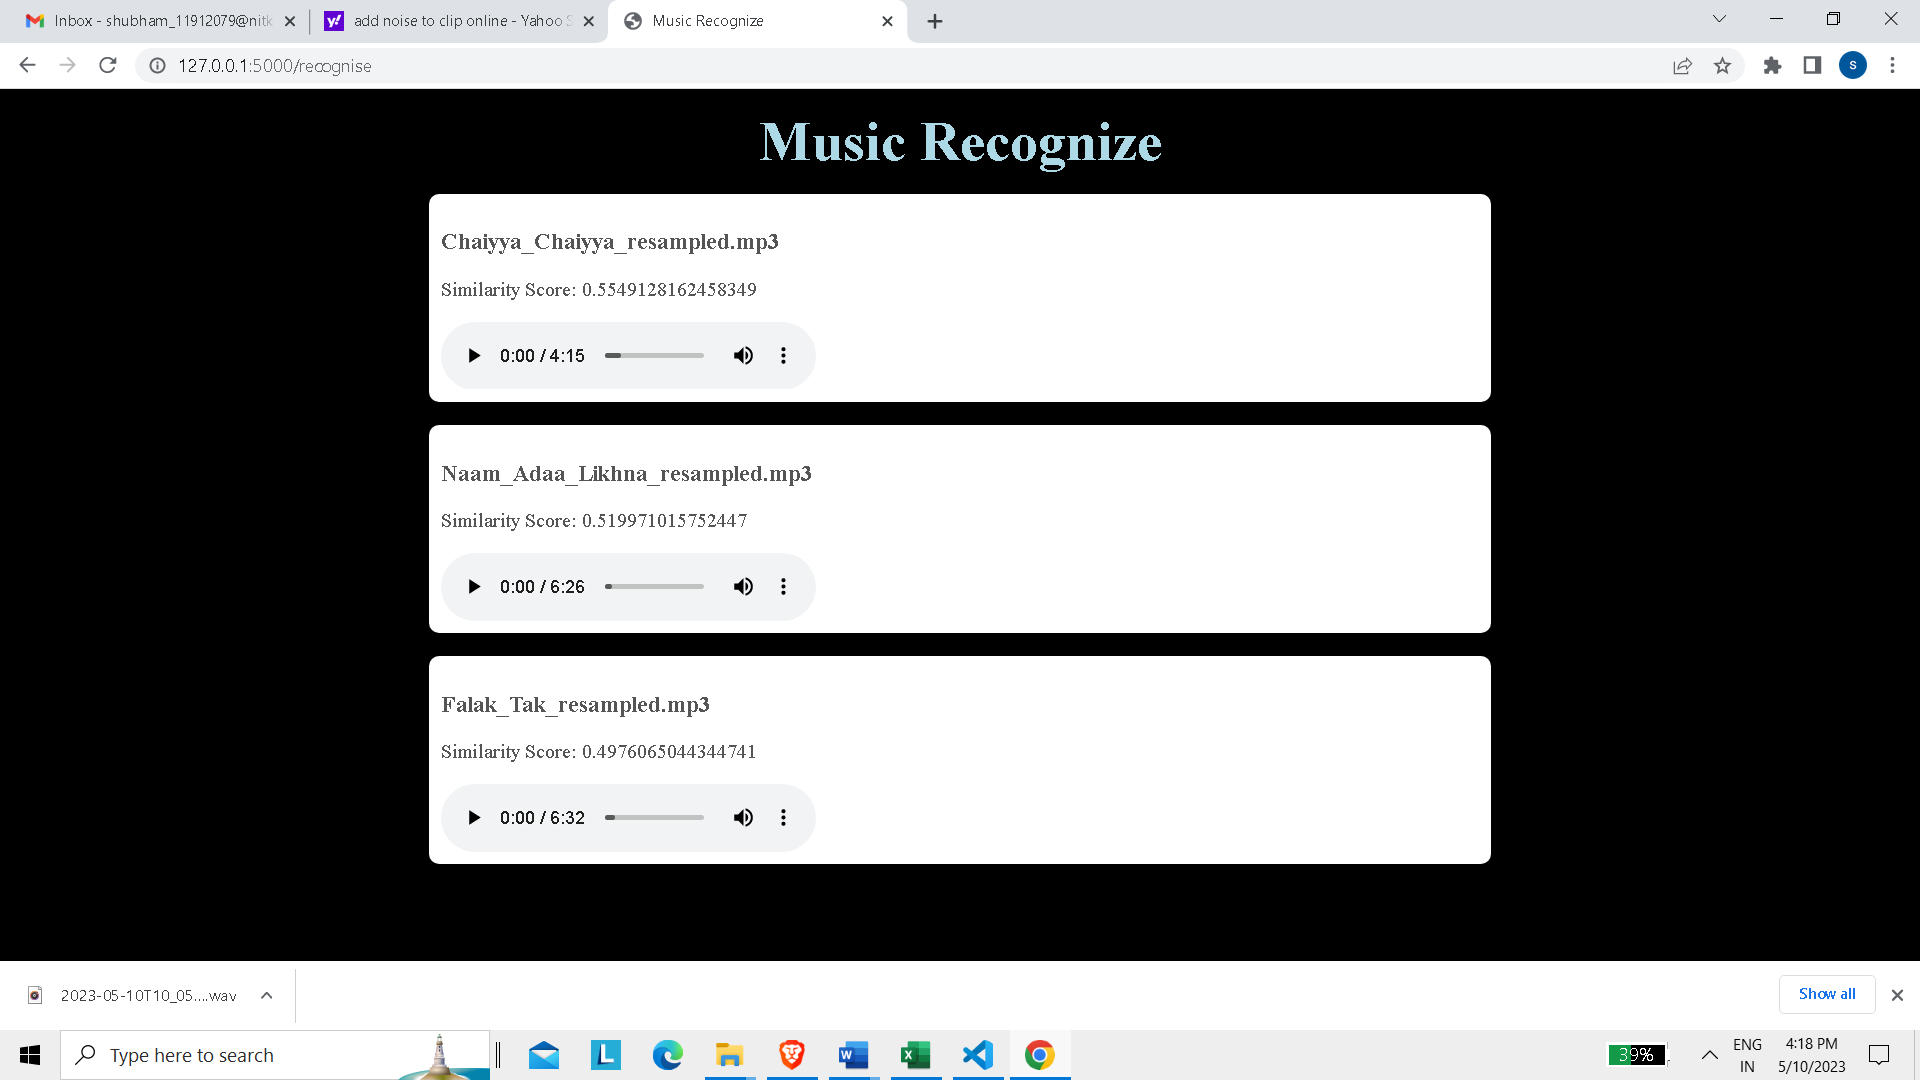 Inbox - shubham_11912079@nitk
add noise to clip online - Yahoo S
Music Recognize
127.0.0.1:5000/recognise
S
Music Recognize
Chaiyya_Chaiyya_resampled.mp3
Similarity Score: 0.5549128162458349
0:00 / 4:15
Naam_Adaa_Likhna_resampled.mp3
Similarity Score: 0.519971015752447
0:00 / 6:26
Falak_Tak_resampled.mp3
Similarity Score: 0.4976065044344741
0:00 / 6:32
2023-05-10T10_05....wav
Show all
Type here to search
39%
ENG
IN
4:18 PM
5/10/2023